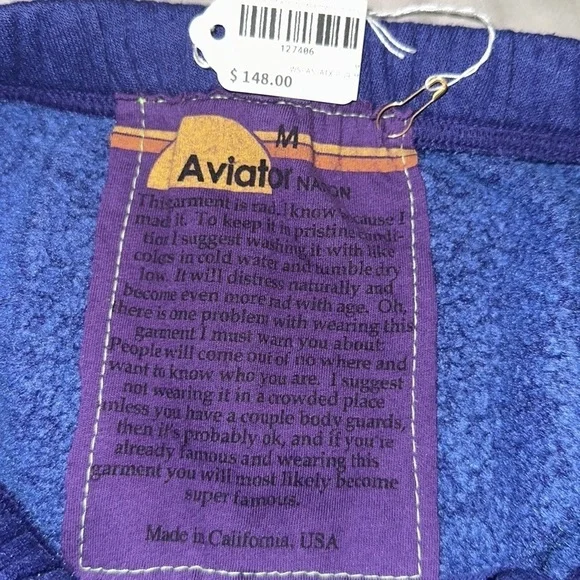 127406
$ 148.00
M
Aviator NATION
This garment is rad. I know because I
mad it. To keep it in pristine condi-
tion I suggest washing it with like
colors in cold water and tumble dry
low. It will distress naturally and
become even more rad with age. Oh,
there is one problem with wearing this
garment I must warn you about:
People will come out of no where and
want to know who you are. I suggest
not wearing it in a crowded place
unless you have a couple body guards,
then it's probably ok, and if you're
already famous and wearing this
garment you will most likely become
super famous.
Made in California, USA